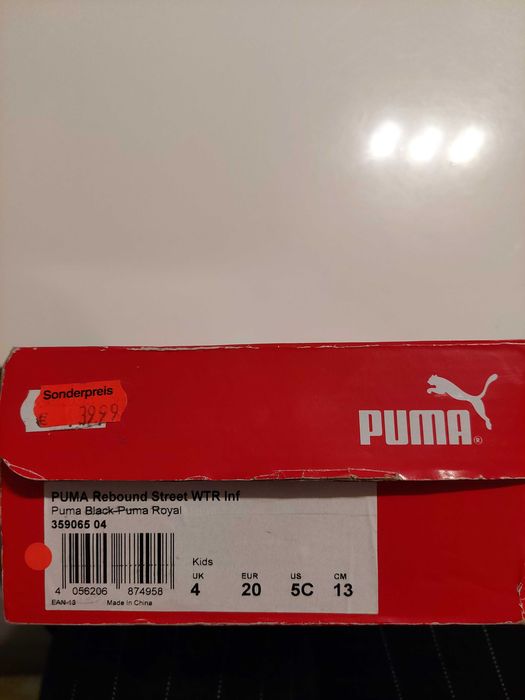 Sonderpreis
€ 39.99
PUMA®
PUMA Rebound Street WTR Inf
Puma Black-Puma Royal
359065 04
Kids
UK EUR US CM
4 20 5C 13
4 056206 874958
EAN-13 Made in China